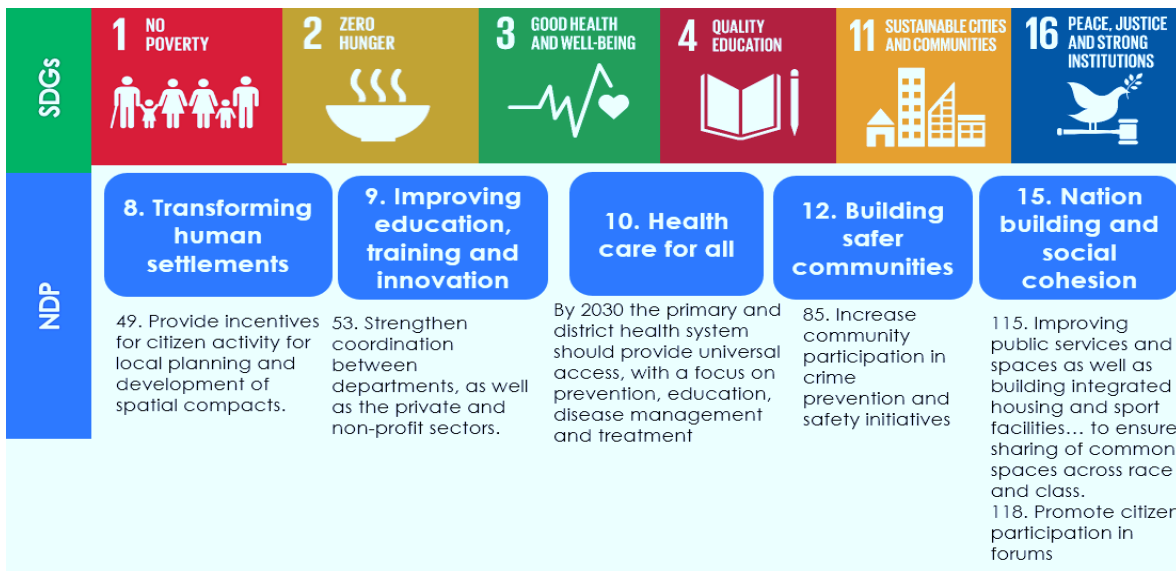 SDGs
1 NO
POVERTY
2 ZERO
HUNGER
3 GOOD HEALTH
AND WELL-BEING
4 QUALITY
EDUCATION
11 SUSTAINABLE CITIES
AND COMMUNITIES
16 PEACE, JUSTICE
AND STRONG
INSTITUTIONS
NDP
8. Transforming
human
settlements
49. Provide incentives
for citizen activity for
local planning and
development of
spatial compacts.
9. Improving
education,
training and
innovation
53. Strengthen
coordination
between
departments, as well
as the private and
non-profit sectors.
10. Health
care for all
By 2030 the primary and
district health system
should provide universal
access, with a focus on
prevention, education,
disease management
and treatment
12. Building
safer
communities
85. Increase
community
participation in
crime
prevention and
safety initiatives
15. Nation
building and
social
cohesion
115. Improving
public services and
spaces as well as
building integrated
housing and sport
facilities... to ensure
sharing of common
spaces across race
and class.
118. Promote citizen
participation in
forums